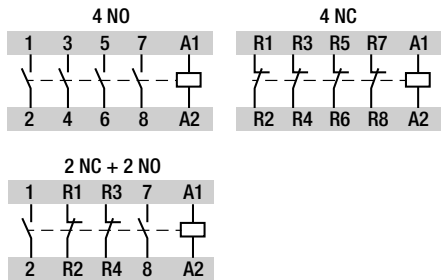 4 NO
1 3 5 7 A1
2 4 6 8 A2
4 NC
R1 R3 R5 R7 A1
R2 R4 R6 R8 A2
2 NC + 2 NO
1 R1 R3 7 A1
2 R2 R4 8 A2